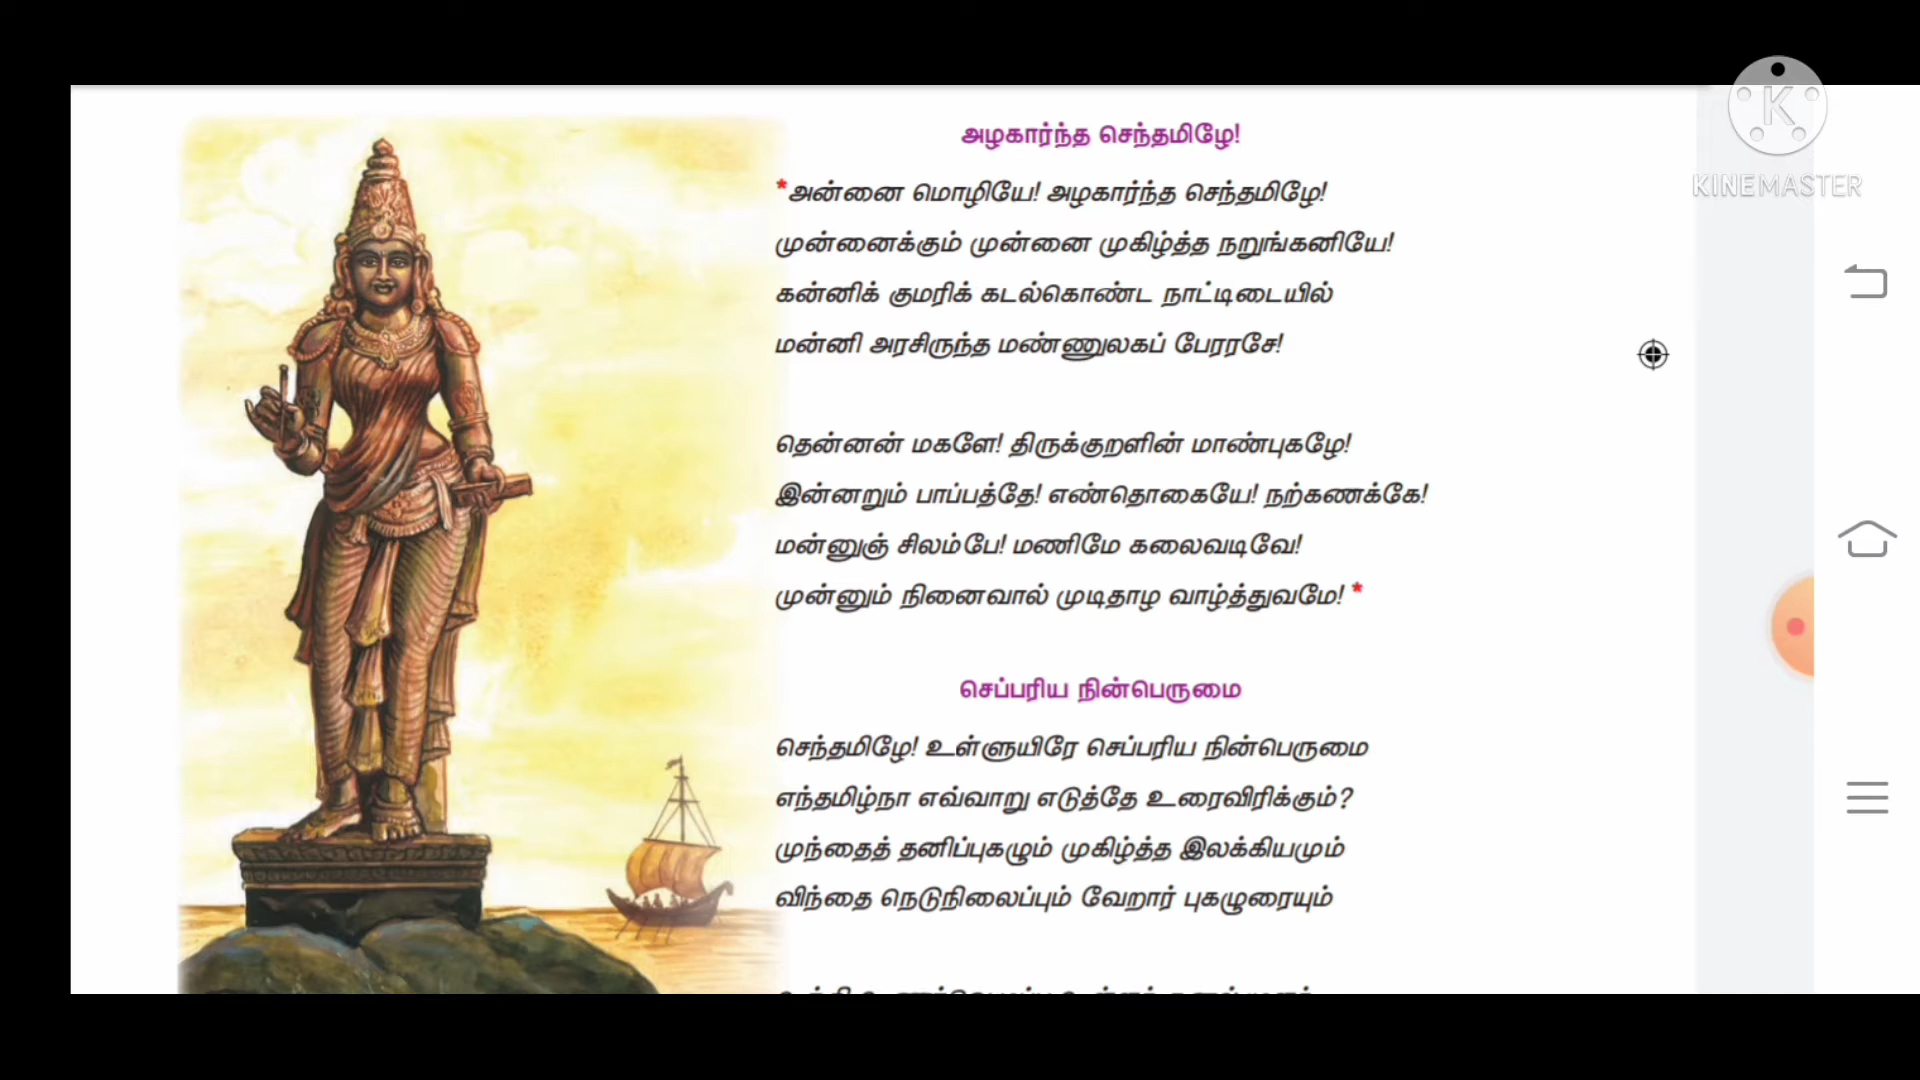 KINEMASTER
அழகார்ந்த செந்தமிழே!
*அன்னை மொழியே! அழகார்ந்த செந்தமிழே!
முன்னைக்கும் முன்னை முகிழ்த்த நறுங்கனியே!
கன்னிக் குமரிக் கடல்கொண்ட நாட்டிடையில்
மன்னி அரசிருந்த மண்ணுலகப் பேரரசே!
தென்னன் மகளே! திருக்குறளின் மாண்புகழே!
இன்னறும் பாப்பத்தே! எண்தொகையே! நற்கணக்கே!
மன்னுஞ் சிலம்பே! மணிமே கலைவடிவே!
முன்னும் நினைவால் முடிதாழ வாழ்த்துவமே! *
செப்பரிய நின்பெருமை
செந்தமிழே! உள்ளுயிரே செப்பரிய நின்பெருமை
எந்தமிழ்நா எவ்வாறு எடுத்தே உரைவிரிக்கும்?
முந்தைத் தனிப்புகழும் முகிழ்த்த இலக்கியமும்
விந்தை நெடுநிலைப்பும் வேறார் புகழுரையும்